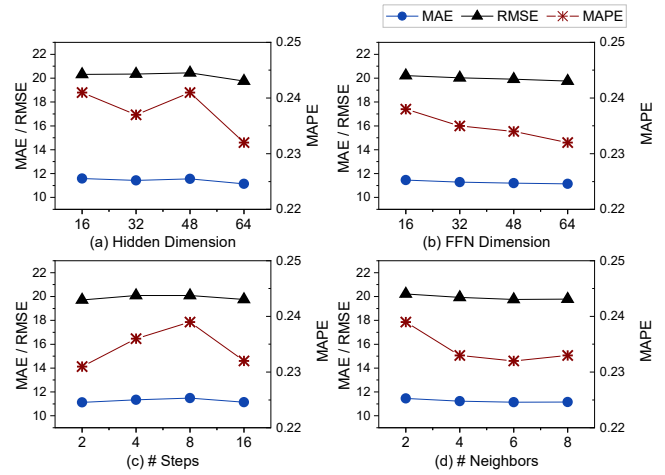 MAE RMSE MAPE
22
20
18
16
14
12
10
MAE / RMSE
0.25
0.24
0.23
0.22
MAPE
16 32 48 64
(a) Hidden Dimension
22
20
18
16
14
12
10
MAE / RMSE
0.25
0.24
0.23
0.22
MAPE
16 32 48 64
(b) FFN Dimension
22
20
18
16
14
12
10
MAE / RMSE
0.25
0.24
0.23
0.22
MAPE
2 4 8 16
(c) # Steps
22
20
18
16
14
12
10
MAE / RMSE
0.25
0.24
0.23
0.22
MAPE
2 4 6 8
(d) # Neighbors